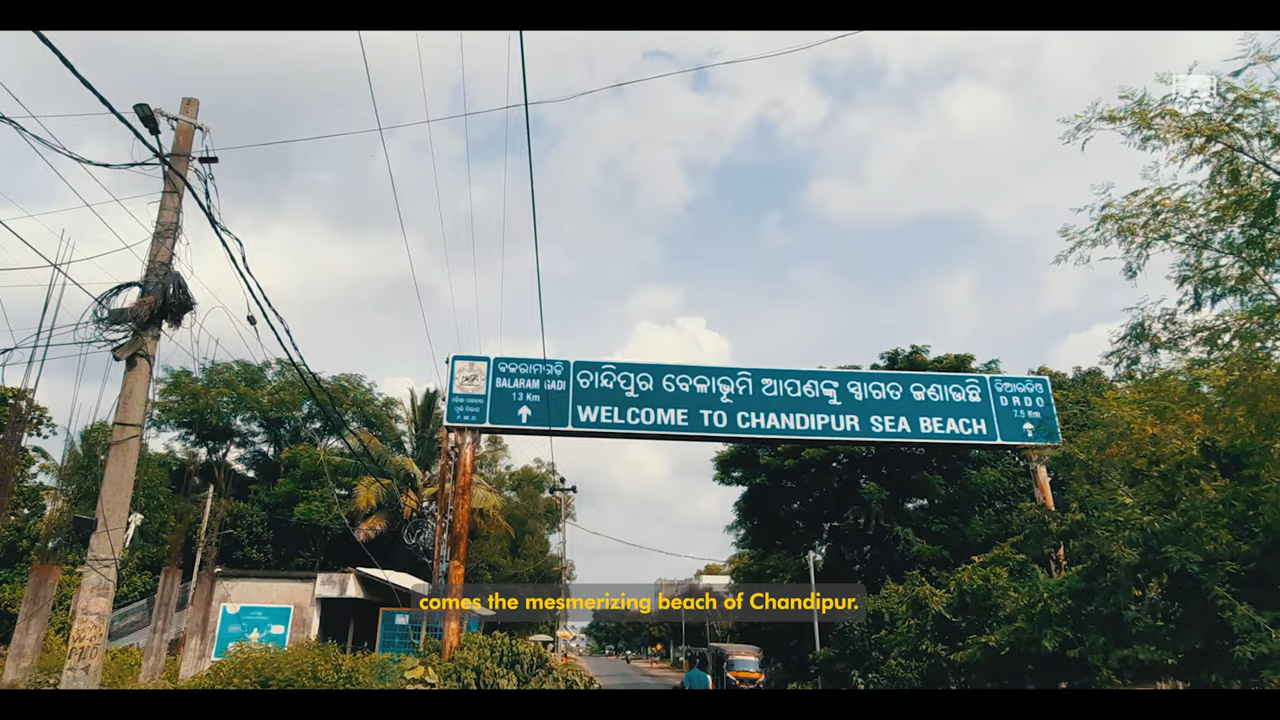 ବଳରାମଗଡି
BALARAM GADI
13 Km
ଚାନ୍ଦିପୁର ବେଳାଭୂମି ଆପଣଙ୍କୁ ସ୍ୱାଗତ ଜଣାଉଛି
WELCOME TO CHANDIPUR SEA BEACH
ଡିଆରଡିଓ
DRDO
7.5 Km
P.W.D.
comes the mesmerizing beach of Chandipur.